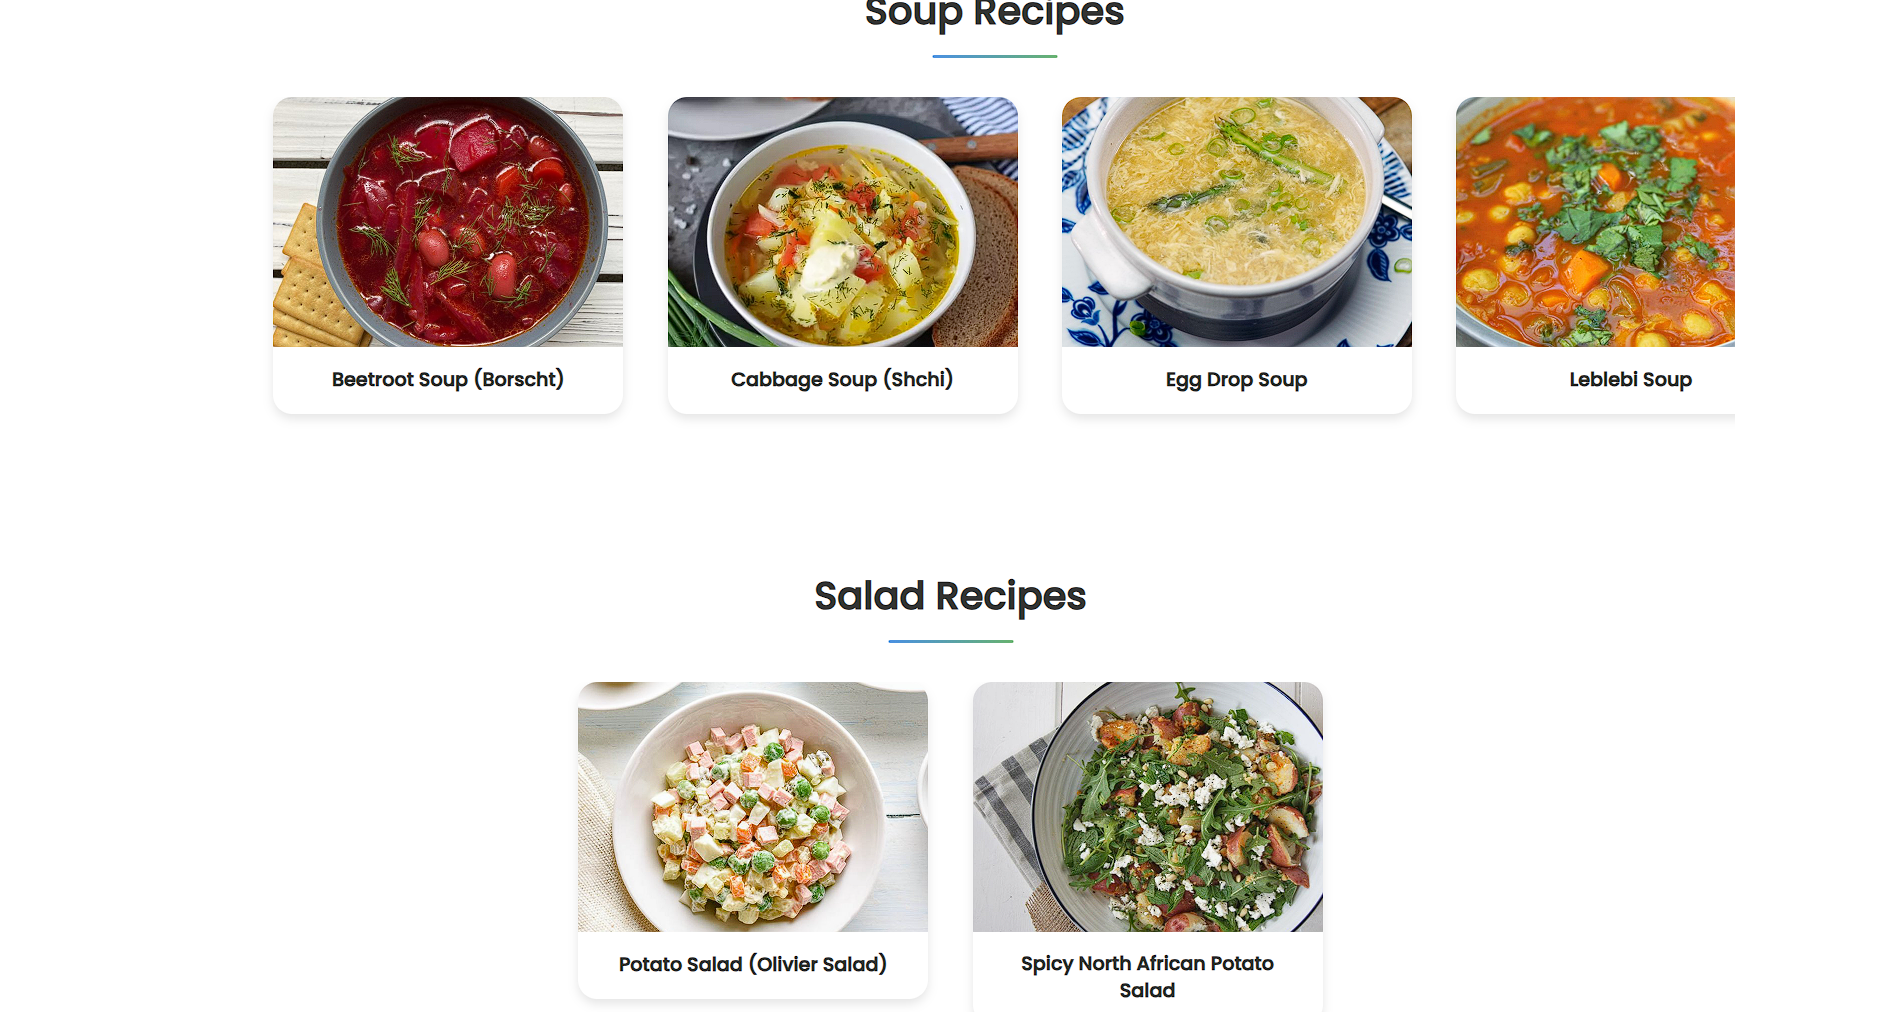 Soup Recipes
Beetroot Soup (Borscht)
Cabbage Soup (Shchi)
Egg Drop Soup
Leblebi Soup
Salad Recipes
Potato Salad (Olivier Salad)
Spicy North African Potato
Salad